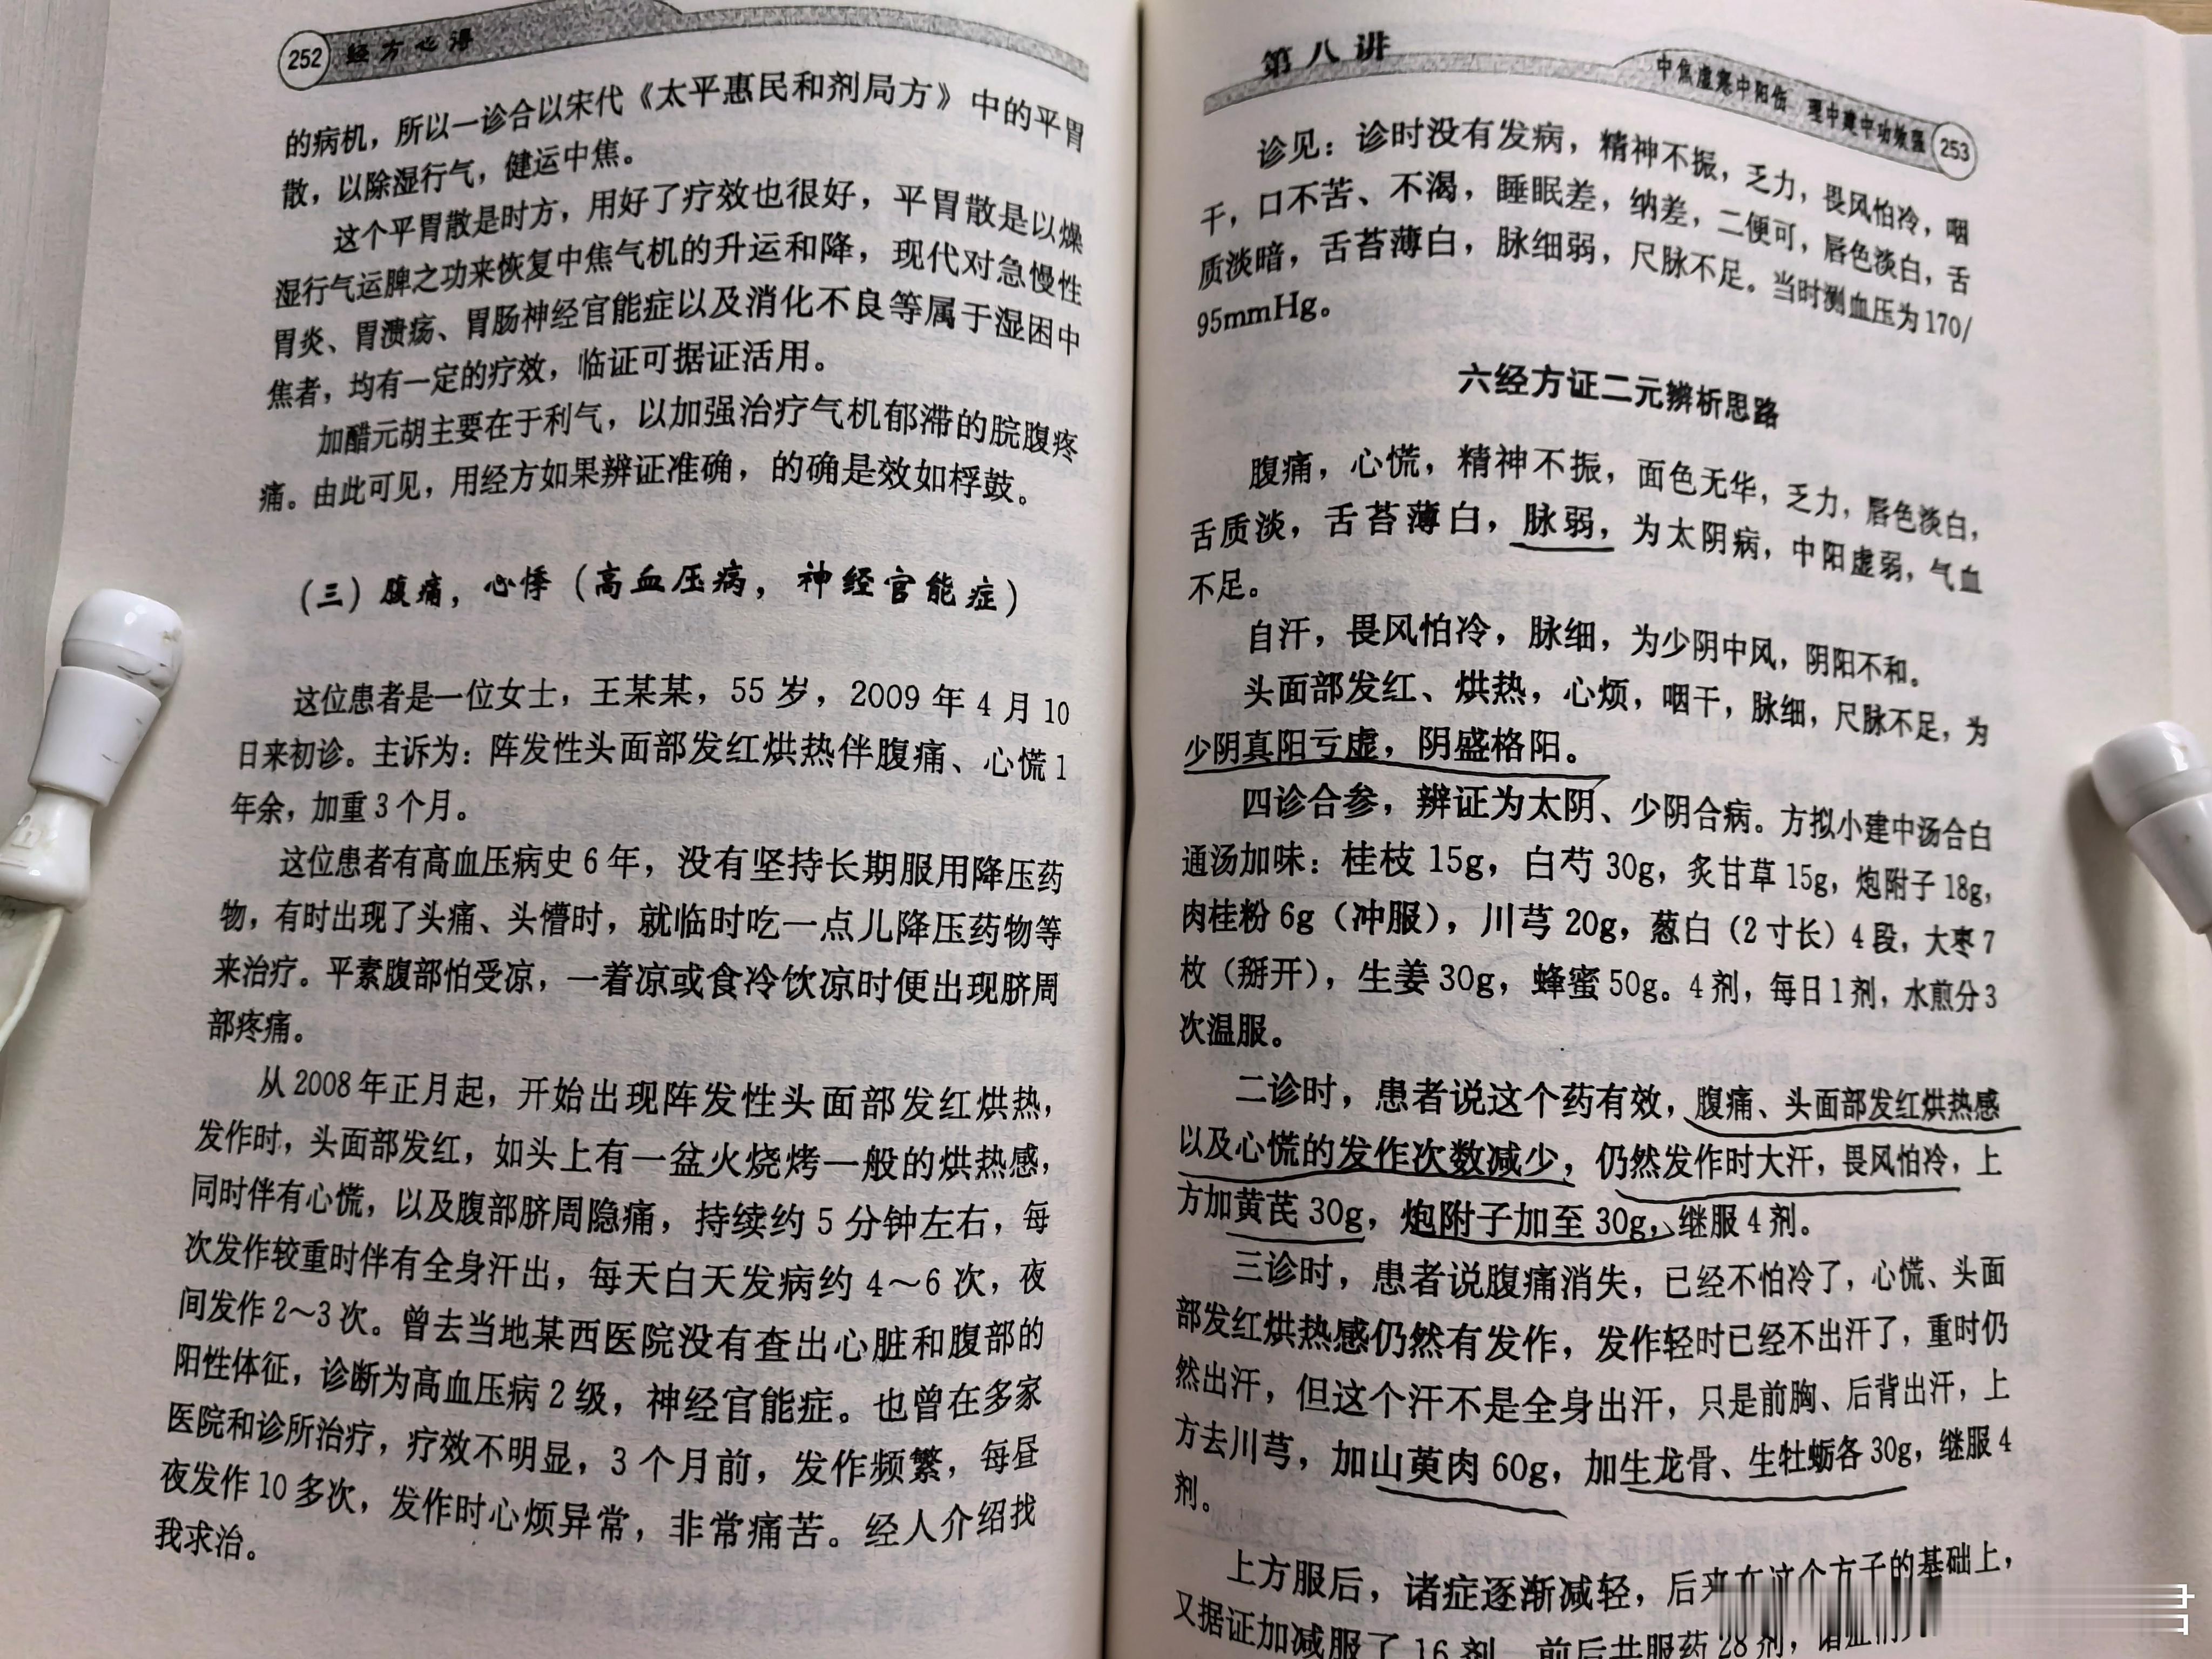 252 经方心得
的病机，所以一诊合以宋代《太平惠民和剂局方》中的平胃
散，以除湿行气，健运中焦。
这个平胃散是时方，用好了疗效也很好，平胃散是以燥
湿行气运脾之功来恢复中焦气机的升运和降，现代对急慢性
胃炎、胃溃疡、胃肠神经官能症以及消化不良等属于湿困中
焦者，均有一定的疗效，临证可据证活用。
加醋元胡主要在于利气，以加强治疗气机郁滞的脘腹疼
痛。由此可见，用经方如果辨证准确，的确是效如桴鼓。
（三）腹痛，心悸（高血压病，神经官能症）
这位患者是一位女士，王某某，55岁，2009年4月10
日来初诊。主诉为：阵发性头面部发红烘热伴腹痛、心慌1
年余，加重3个月。
这位患者有高血压病史6年，没有坚持长期服用降压药
物，有时出现了头痛、头懵时，就临时吃一点儿降压药物等
来治疗。平素腹部怕受凉，一着凉或食冷饮凉时便出现脐周
部疼痛。
从2008年正月起，开始出现阵发性头面部发红烘热，
发作时，头面部发红，如头上有一盆火烧烤一般的烘热感，
同时伴有心慌，以及腹部脐周隐痛，持续约5分钟左右，每
次发作较重时伴有全身汗出，每天白天发病约4～6次，夜
间发作2～3次。曾去当地某西医院没有查出心脏和腹部的
阳性体征，诊断为高血压病2级，神经官能症。也曾在多家
医院和诊所治疗，疗效不明显，3个月前，发作频繁，每昼
夜发作10多次，发作时心烦异常，非常痛苦。经人介绍找
我求治。
第八讲
中焦虚寒中阳伤 理中建中功效强 253
诊见：诊时没有发病，精神不振，乏力，畏风怕冷，咽
干，口不苦、不渴，睡眠差，纳差，二便可，唇色淡白，舌
质淡暗，舌苔薄白，脉细弱，尺脉不足。当时测血压为170/
95mmHg。
六经方证二元辨析思路
腹痛，心慌，精神不振，面色无华，乏力，唇色淡白，
舌质淡，舌苔薄白，脉弱，为太阴病，中阳虚弱，气血
不足。
自汗，畏风怕冷，脉细，为少阴中风，阴阳不和。
头面部发红、烘热，心烦，咽干，脉细，尺脉不足，为
少阴真阳亏虚，阴盛格阳。
四诊合参，辨证为太阴、少阴合病。方拟小建中汤合白
通汤加味：桂枝15g，白芍30g，炙甘草15g，炮附子18g，
肉桂粉6g（冲服），川芎20g，葱白（2寸长）4段，大枣7
枚（掰开），生姜30g，蜂蜜50g。4剂，每日1剂，水煎分3
次温服。
二诊时，患者说这个药有效，腹痛、头面部发红烘热感
以及心慌的发作次数减少，仍然发作时大汗，畏风怕冷，上
方加黄芪30g，炮附子加至30g，继服4剂。
三诊时，患者说腹痛消失，已经不怕冷了，心慌、头面
部发红烘热感仍然有发作，发作轻时已经不出汗了，重时仍
然出汗，但这个汗不是全身出汗，只是前胸、后背出汗，上
方去川芎，加山萸肉60g，加生龙骨、生牡蛎各30g，继服4
剂。
上方服后，诸症逐渐减轻，后来在这个方子的基础上，
又据证加减服了16剂，前后共服药28剂，